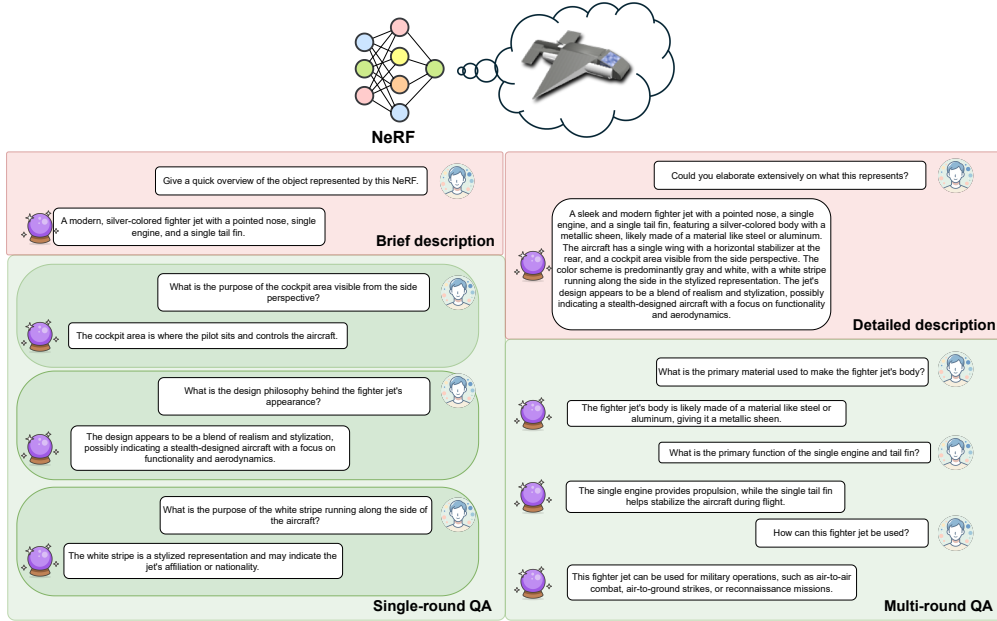 NeRF
Give a quick overview of the object represented by this NeRF.
A modern, silver-colored fighter jet with a pointed nose, single
engine, and a single tail fin.
Brief description
What is the purpose of the cockpit area visible from the side
perspective?
The cockpit area is where the pilot sits and controls the aircraft.
What is the design philosophy behind the fighter jet's
appearance?
The design appears to be a blend of realism and stylization,
possibly indicating a stealth-designed aircraft with a focus on
functionality and aerodynamics.
What is the purpose of the white stripe running along the side of
the aircraft?
The white stripe is a stylized representation and may indicate the
jet's affiliation or nationality.
Single-round QA
Could you elaborate extensively on what this represents?
A sleek and modern fighter jet with a pointed nose, a single
engine, and a single tail fin, featuring a silver-colored body with a
metallic sheen, likely made of a material like steel or aluminum.
The aircraft has a single wing with a horizontal stabilizer at the
rear, and a cockpit area visible from the side perspective. The
color scheme is predominantly gray and white, with a white stripe
running along the side in the stylized representation. The jet's
design appears to be a blend of realism and stylization, possibly
indicating a stealth-designed aircraft with a focus on functionality
and aerodynamics.
Detailed description
What is the primary material used to make the fighter jet's body?
The fighter jet's body is likely made of a material like steel or
aluminum, giving it a metallic sheen.
What is the primary function of the single engine and tail fin?
The single engine provides propulsion, while the single tail fin
helps stabilize the aircraft during flight.
How can this fighter jet be used?
This fighter jet can be used for military operations, such as air-to-air
combat, air-to-ground strikes, or reconnaissance missions.
Multi-round QA